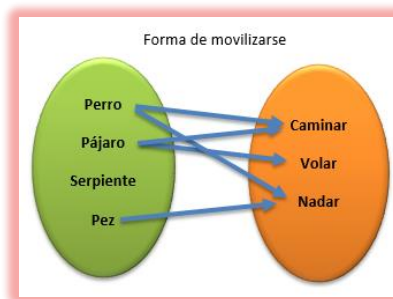 Forma de movilizarse
Perro
Pájaro
Serpiente
Pez
Caminar
Volar
Nadar